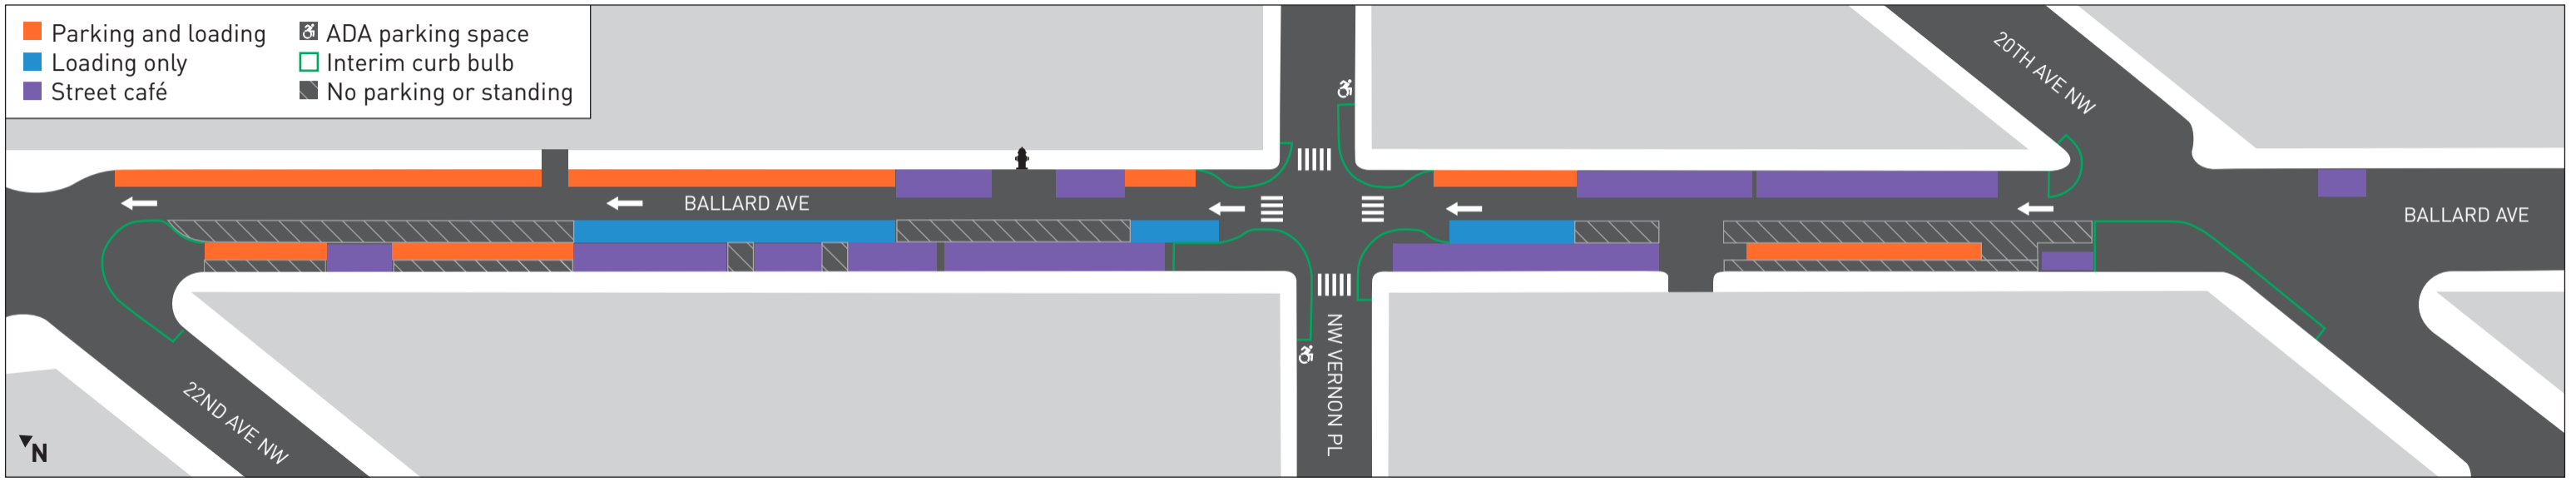 Parking and loading
Loading only
Street café
ADA parking space
Interim curb bulb
No parking or standing
20TH AVE NW
BALLARD AVE
BALLARD AVE
22ND AVE NW
NW VERNON PL
N